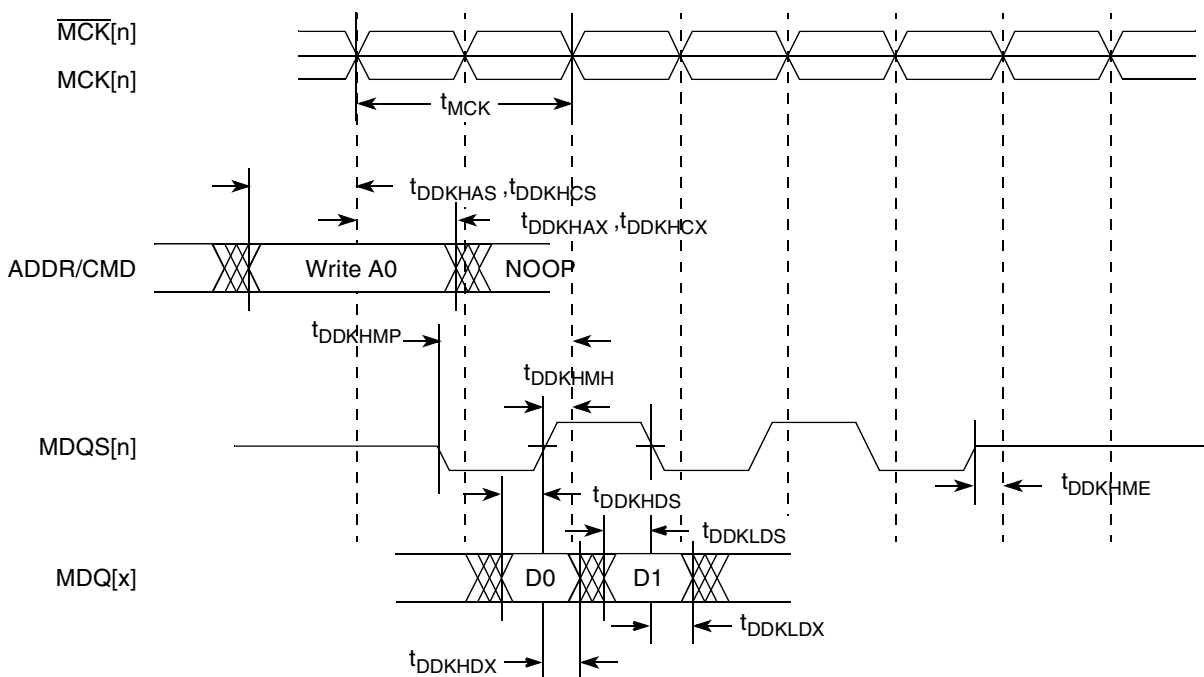 MCK[n]
MCK[n]
tMCK
tDDKHAS ,tDDKHCS
tDDKHAX ,tDDKHCX
ADDR/CMD
Write A0
NOOP
tDDKHMP
tDDKHMH
MDQS[n]
tDDKHME
tDDKHDS
tDDKLDS
MDQ[x]
D0
D1
tDDKLDX
tDDKHDX